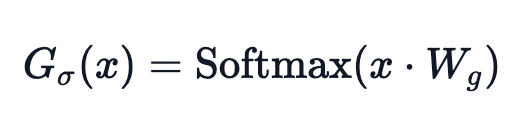 G_σ(x) = Softmax(x · W_g)